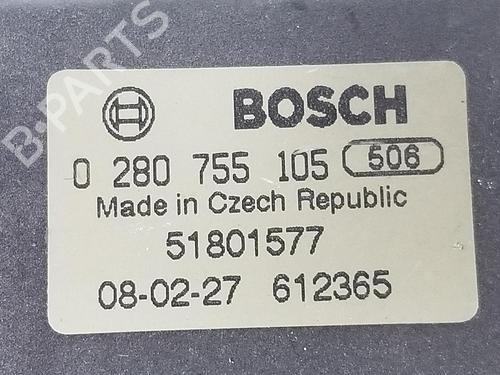 B-PARTS
BOSCH
0 280 755 105 506
Made in Czech Republic
51801577
08-02-27 612365